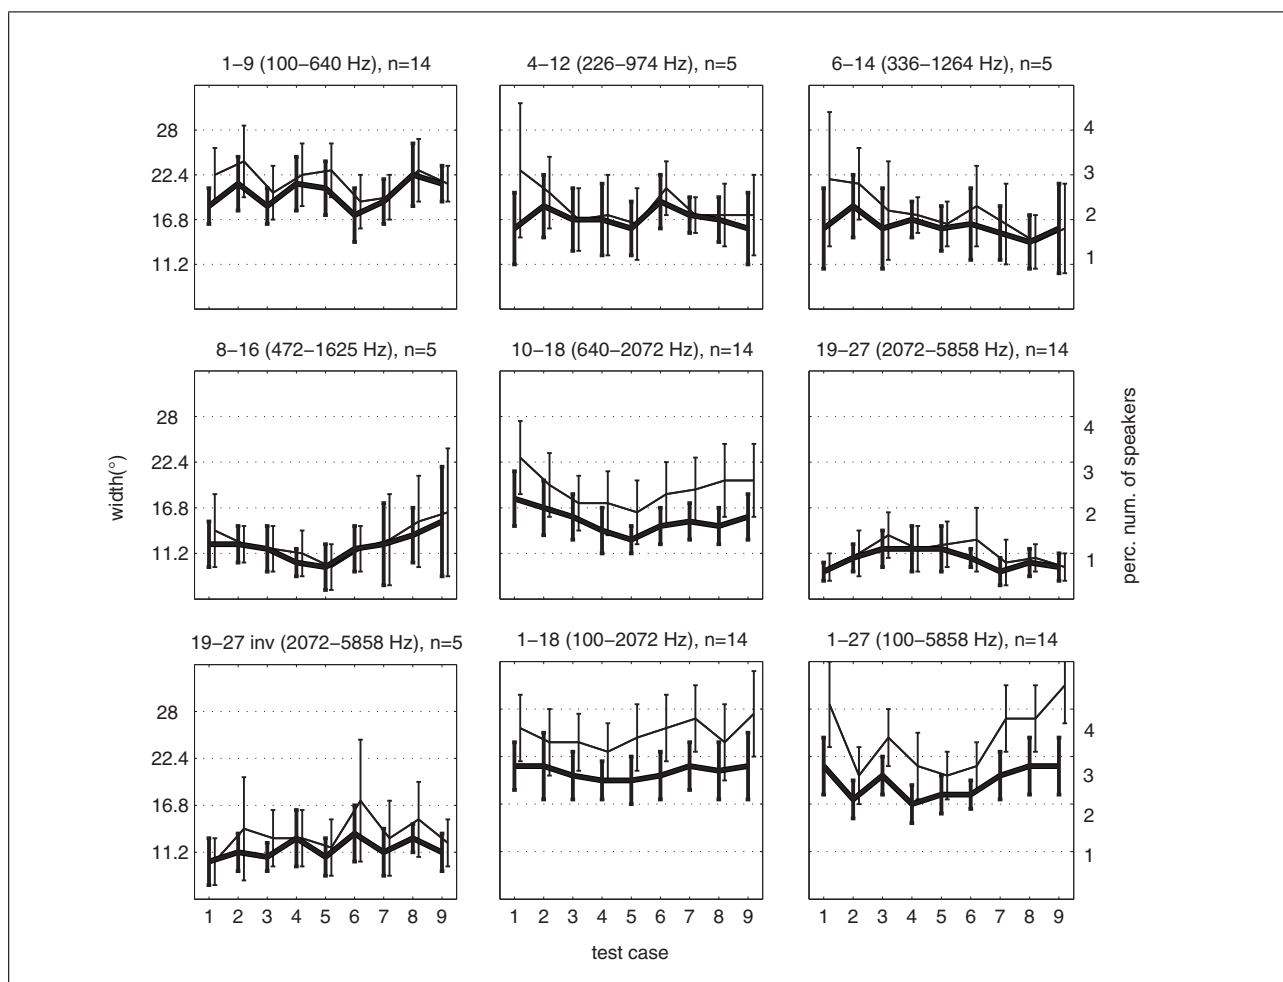 1–9 (100–640 Hz), n=14
4–12 (226–974 Hz), n=5
6–14 (336–1264 Hz), n=5
28
22.4
16.8
11.2
4
3
2
1
8–16 (472–1625 Hz), n=5
10–18 (640–2072 Hz), n=14
19–27 (2072–5858 Hz), n=14
width(°)
28
22.4
16.8
11.2
4
3
2
1
perc. num. of speakers
19–27 inv (2072–5858 Hz), n=5
1–18 (100–2072 Hz), n=14
1–27 (100–5858 Hz), n=14
28
22.4
16.8
11.2
4
3
2
1
1 2 3 4 5 6 7 8 9
1 2 3 4 5 6 7 8 9
1 2 3 4 5 6 7 8 9
test case